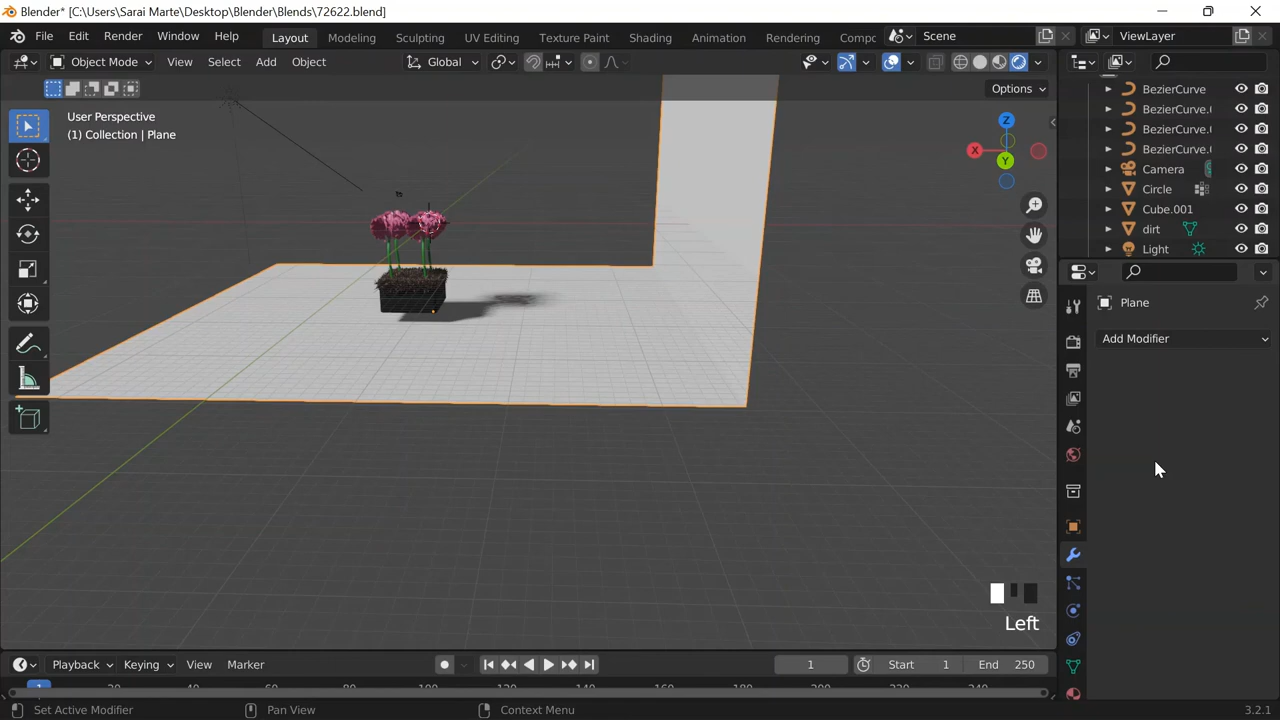 Blender* [C:\Users\Sarai Marte\Desktop\Blender\Blends\72622.blend]
File Edit Render Window Help Layout Modeling Sculpting UV Editing Texture Paint Shading Animation Rendering Compc Scene ViewLayer
Object Mode View Select Add Object Global
Options
User Perspective
(1) Collection | Plane
Z
X
Y
BezierCurve
BezierCurve.(
BezierCurve.(
BezierCurve.(
Camera
Circle
Cube.001
dirt
Light
Plane
Add Modifier
Left
Playback Keying View Marker 1 Start 1 End 250
1
Set Active Modifier Pan View Context Menu 3.2.1